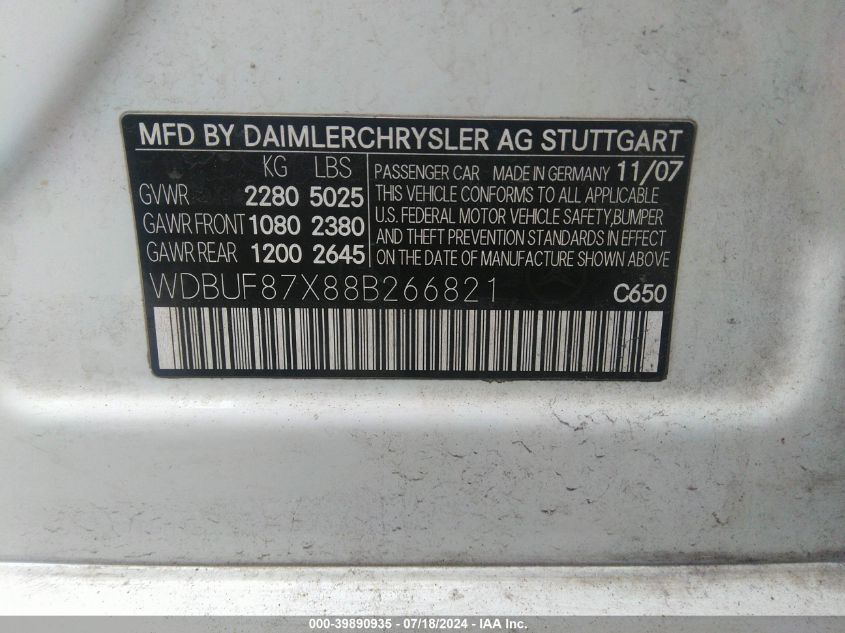 MFD BY DAIMLERCHRYSLER AG STUTTGART
KG LBS
GVWR 2280 5025
GAWR FRONT 1080 2380
GAWR REAR 1200 2645
PASSENGER CAR MADE IN GERMANY 11/07
THIS VEHICLE CONFORMS TO ALL APPLICABLE
U.S. FEDERAL MOTOR VEHICLE SAFETY,BUMPER
AND THEFT PREVENTION STANDARDS IN EFFECT
ON THE DATE OF MANUFACTURE SHOWN ABOVE
WDBUF87X88B266821 C650
000-39890935 - 07/18/2024 - IAA Inc.